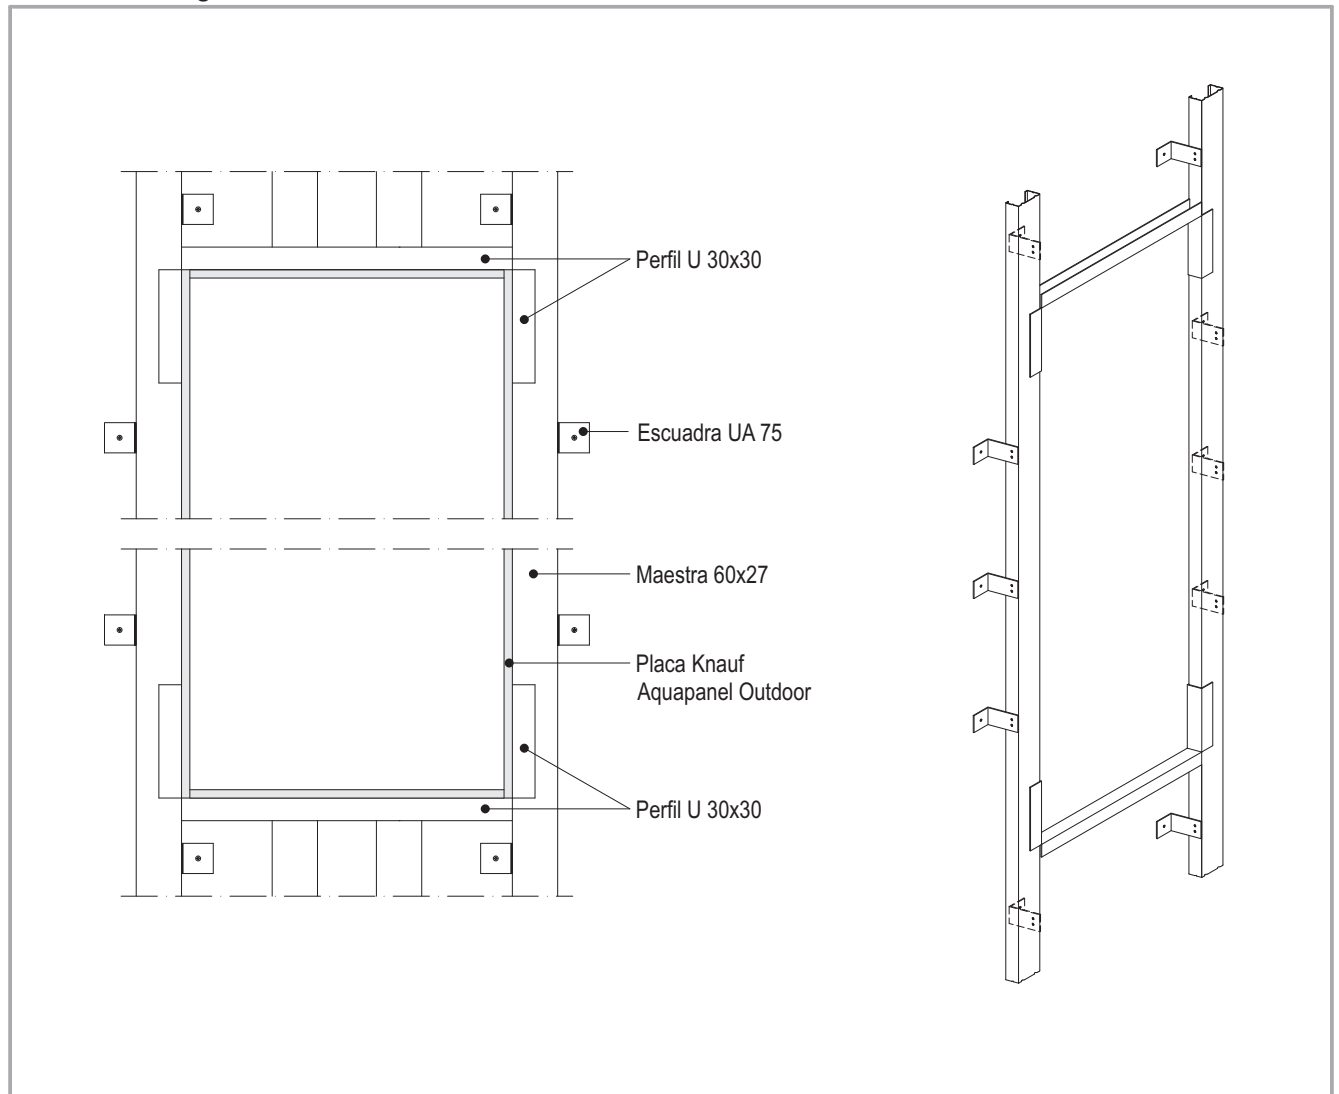 Perfil U 30x30
Escuadra UA 75
Maestra 60x27
Placa Knauf
Aquapanel Outdoor
Perfil U 30x30